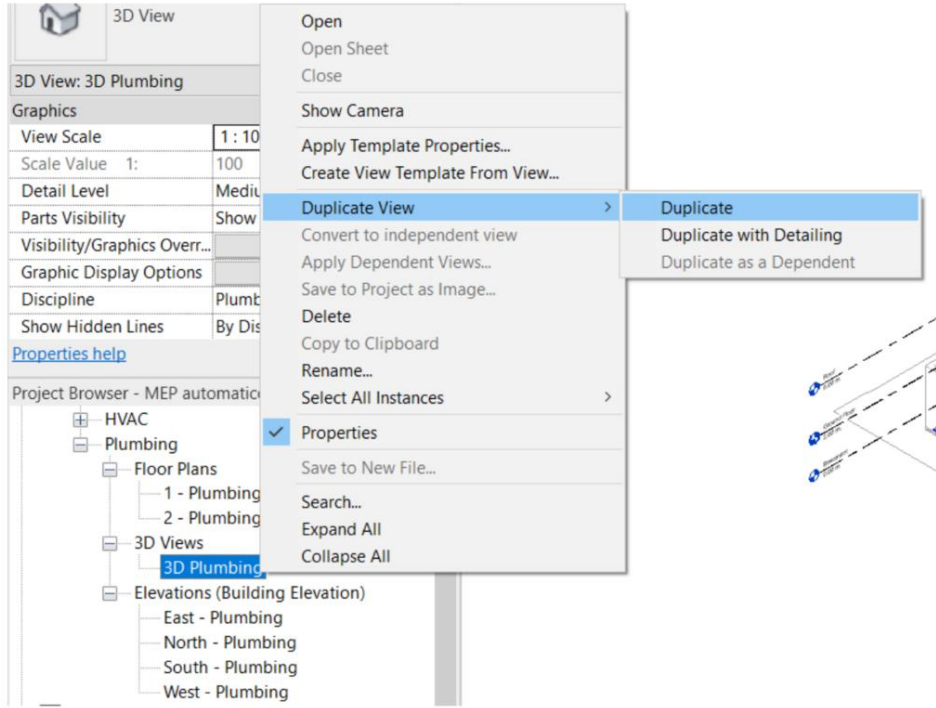 3D View
3D View: 3D Plumbing
Graphics
View Scale 1 : 10
Scale Value 1: 100
Detail Level Mediu
Parts Visibility Show
Visibility/Graphics Overr...
Graphic Display Options
Discipline Plumb
Show Hidden Lines By Dis
Properties help
Project Browser - MEP automatic
HVAC
Plumbing
Floor Plans
1 - Plumbing
2 - Plumbing
3D Views
3D Plumbing
Elevations (Building Elevation)
East - Plumbing
North - Plumbing
South - Plumbing
West - Plumbing
Open
Open Sheet
Close
Show Camera
Apply Template Properties...
Create View Template From View...
Duplicate View
Convert to independent view
Apply Dependent Views...
Save to Project as Image...
Delete
Copy to Clipboard
Rename...
Select All Instances
Properties
Save to New File...
Search...
Expand All
Collapse All
Duplicate
Duplicate with Detailing
Duplicate as a Dependent
Roof
Ground Floor